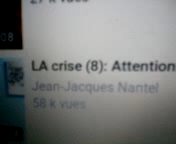 LA crise (8): Attention
Jean-Jacques Nantel
58 k vues